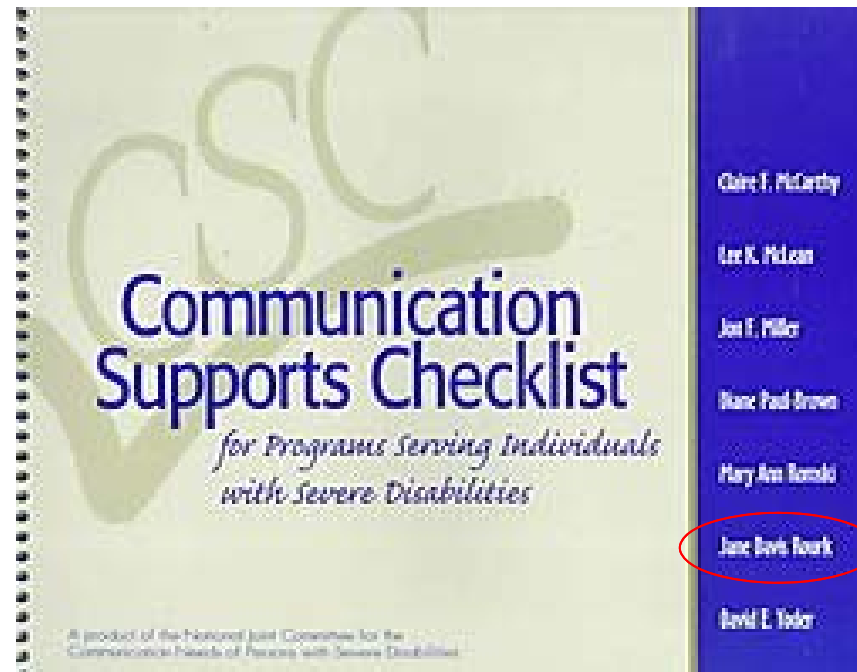 CSC
Communication
Supports Checklist
for Programs Serving Individuals
with Severe Disabilities
A product of the National Joint Committee for the
Communication Needs of Persons with Severe Disabilities
Claire T. McCarthy
Lee K. McLean
Jon F. Miller
Diane Paul-Brown
Mary Ann Romski
Jane Davis Rourk
David E. Yoder